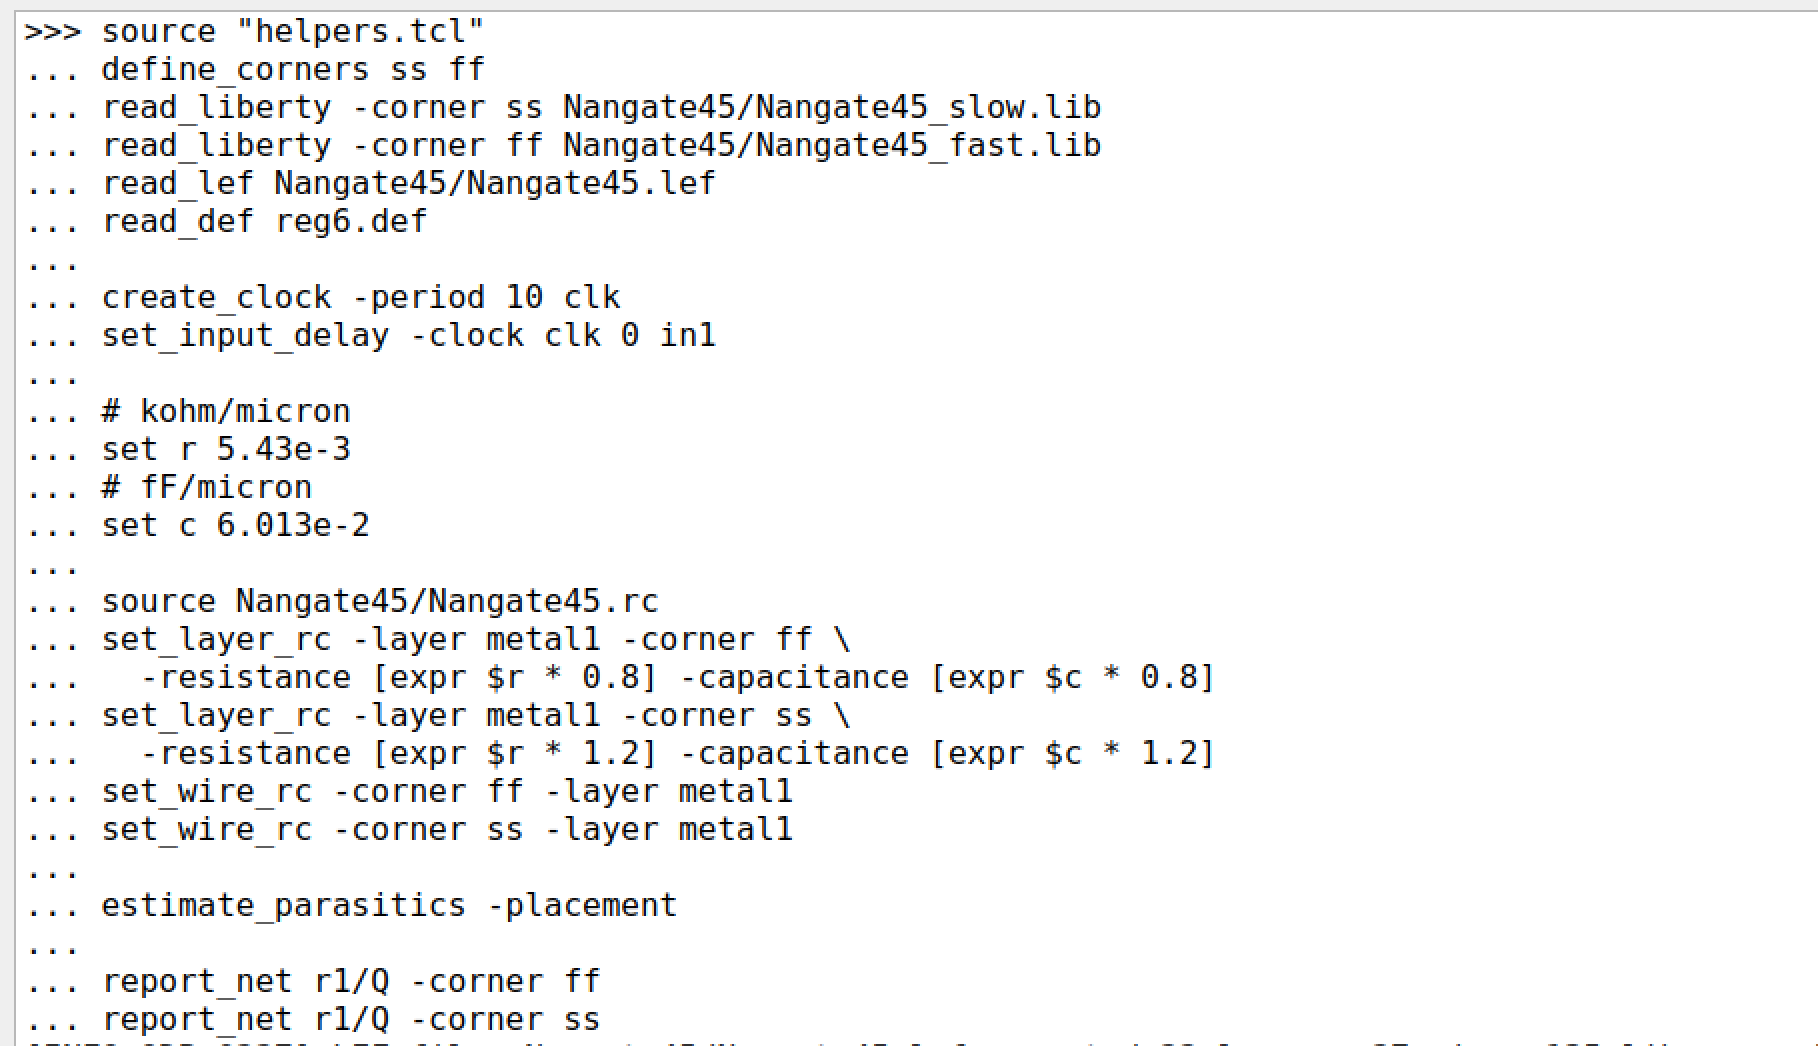 >>> source "helpers.tcl"
... define_corners ss ff
... read_liberty -corner ss Nangate45/Nangate45_slow.lib
... read_liberty -corner ff Nangate45/Nangate45_fast.lib
... read_lef Nangate45/Nangate45.lef
... read_def reg6.def
...
... create_clock -period 10 clk
... set_input_delay -clock clk 0 in1
...
... # kohm/micron
... set r 5.43e-3
... # fF/micron
... set c 6.013e-2
...
... source Nangate45/Nangate45.rc
... set_layer_rc -layer metal1 -corner ff \
...   -resistance [expr $r * 0.8] -capacitance [expr $c * 0.8]
... set_layer_rc -layer metal1 -corner ss \
...   -resistance [expr $r * 1.2] -capacitance [expr $c * 1.2]
... set_wire_rc -corner ff -layer metal1
... set_wire_rc -corner ss -layer metal1
...
... estimate_parasitics -placement
...
... report_net r1/Q -corner ff
... report_net r1/Q -corner ss